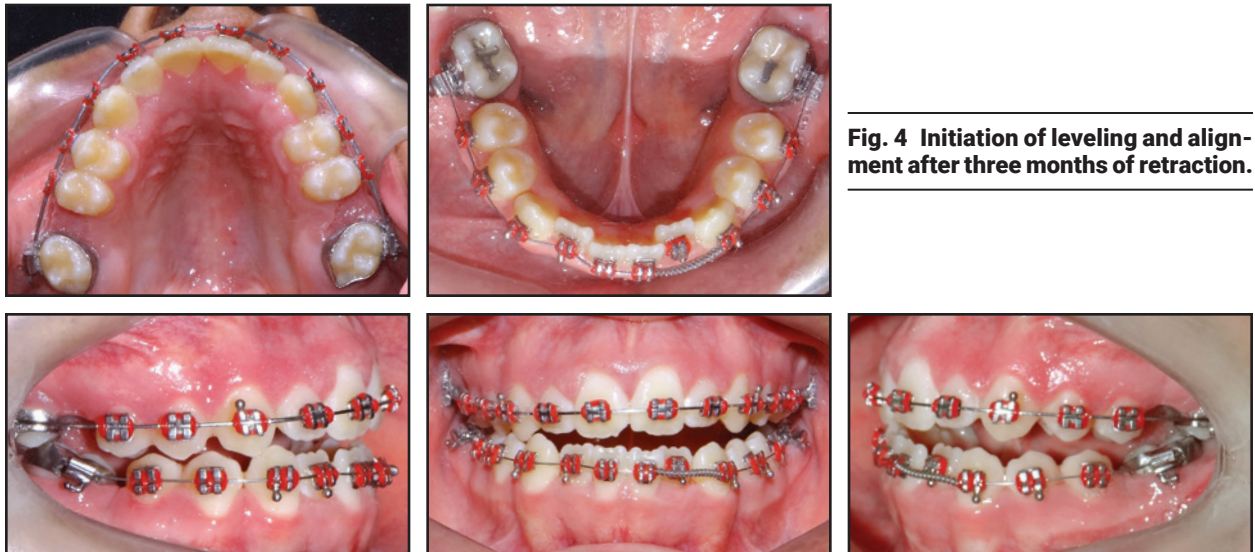 Fig. 4 Initiation of leveling and align-
ment after three months of retraction.